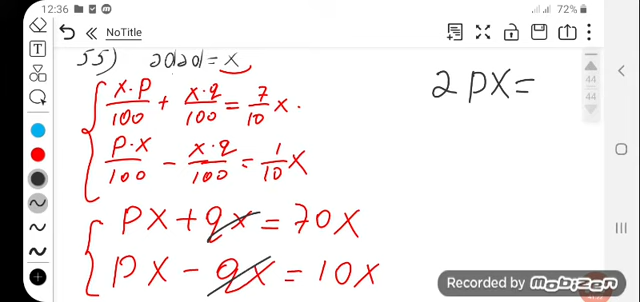 12:36 72%
NoTitle
55) adad = x
x·p/100 + x·q/100 = 7/10 x.
p·x/100 - x·q/100 = 1/10 x
px + qx = 70x
px - qx = 10x
2px =
44
44
Recorded by mobizen